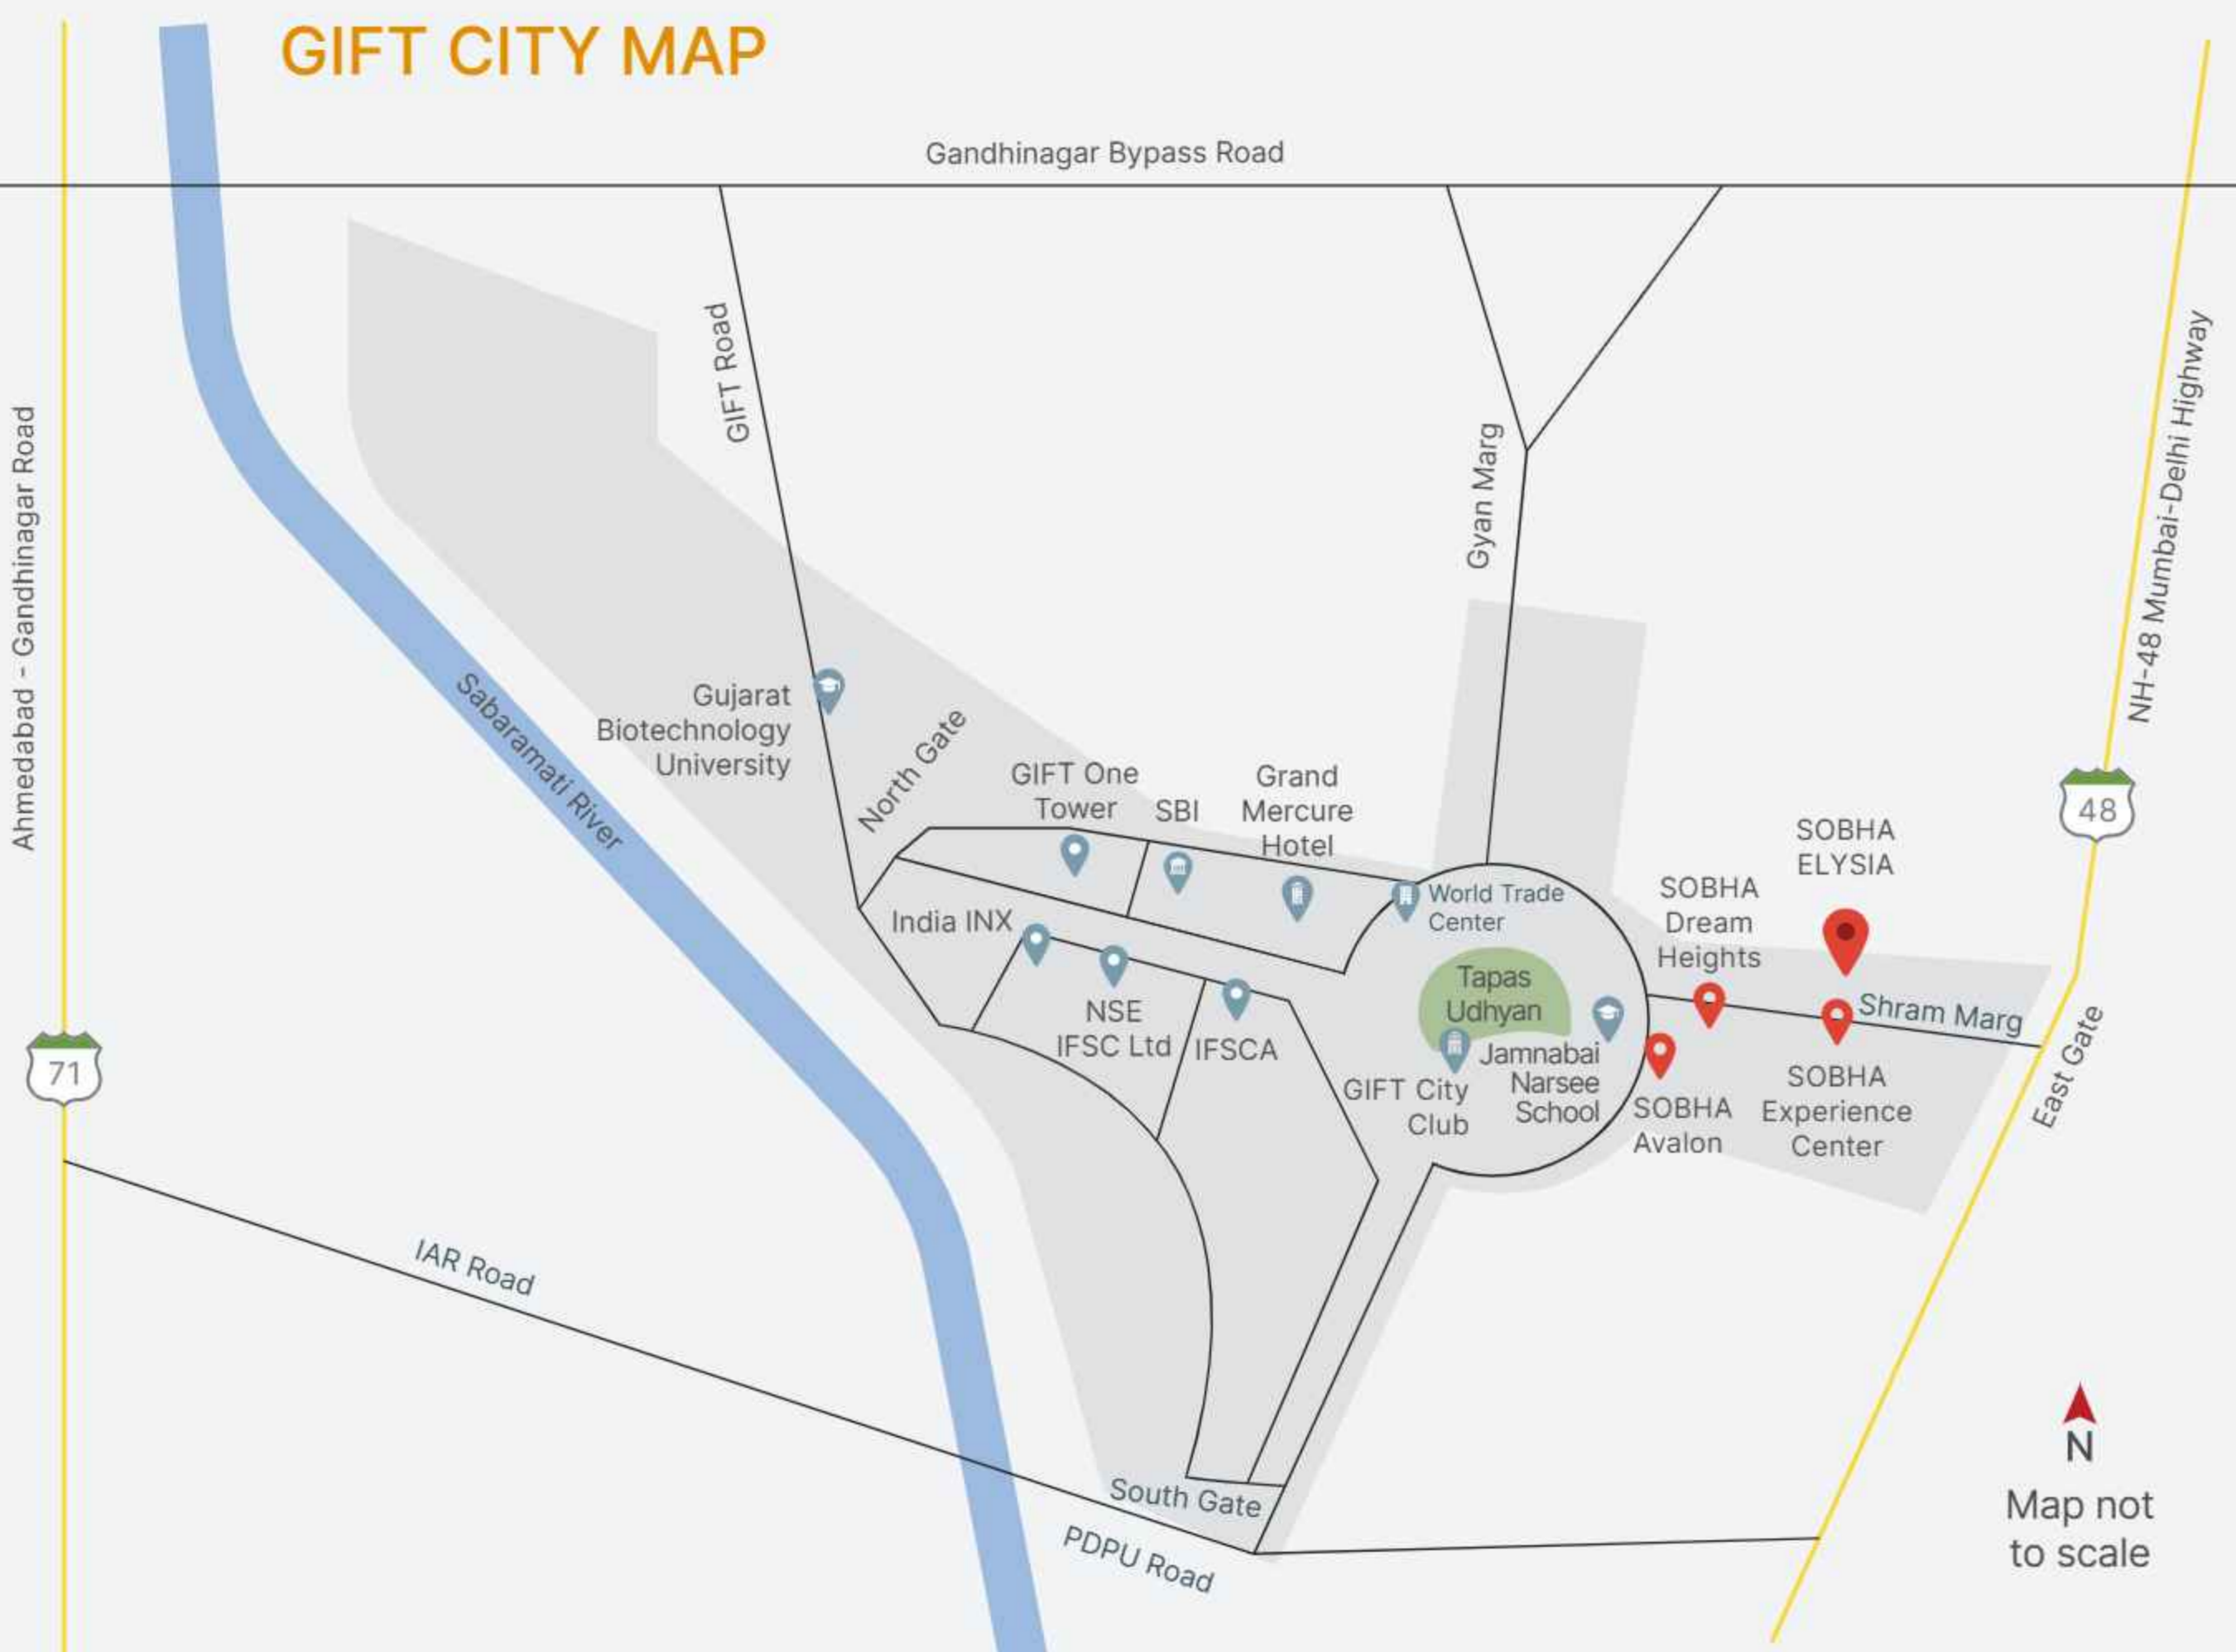 GIFT CITY MAP
Gandhinagar Bypass Road
Ahmedabad - Gandhinagar Road
GIFT Road
Gyan Marg
NH-48 Mumbai-Delhi Highway
Sabaramati River
Gujarat
Biotechnology
University
North Gate
GIFT One
Tower
SBI
Grand
Mercure
Hotel
48
SOBHA
ELYSIA
World Trade
Center
SOBHA
Dream
Heights
India INX
Tapas
Udhyan
NSE
IFSC Ltd
IFSCA
Shram Marg
East Gate
71
GIFT City
Club
Jamnabai
Narsee
School
SOBHA
Avalon
SOBHA
Experience
Center
IAR Road
South Gate
PDPU Road
N
Map not
to scale